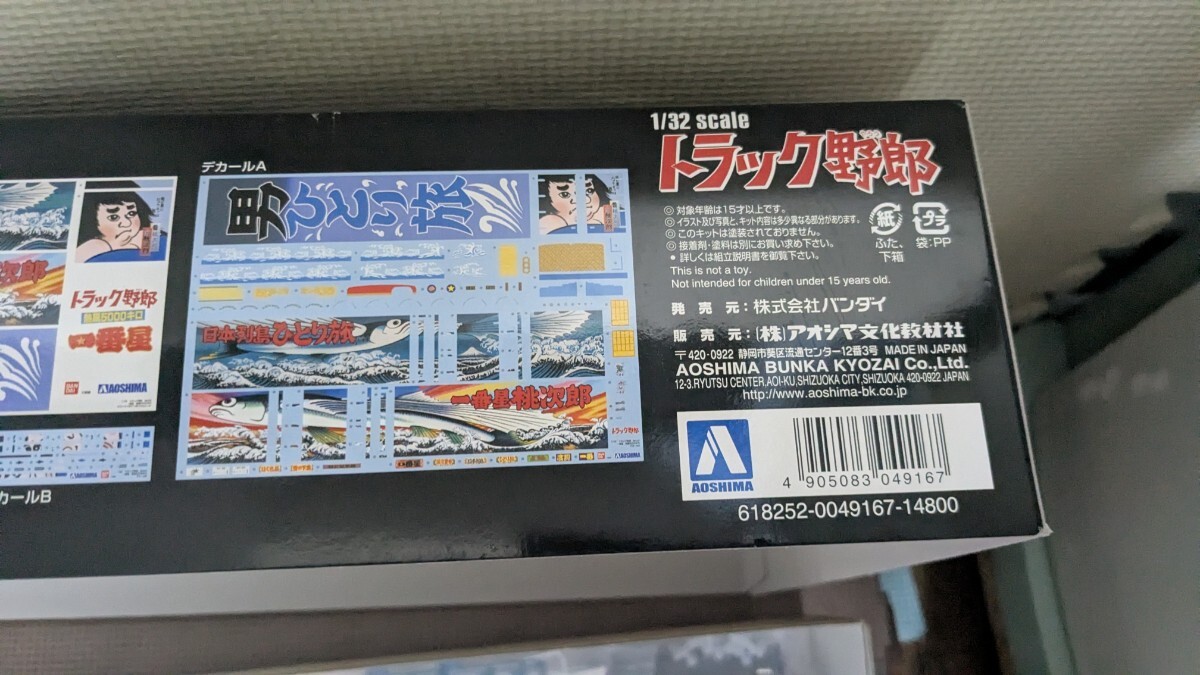 デカールA
男ひとり旅
日本列島ひとり旅
一番星桃次郎
トラック野郎
熱風5000キロ
一番星
AOSHIMA
カールB
1/32 scale
トラック野郎
◎ 対象年齢は15才以上です。
◎ イラスト及び写真と、キット内容は多少異なる部分があります。
◎ このキットは塗装されておりません。
◎ 接着剤・塗料は別にお買い求め下さい。
● 詳しくは組立説明書を御覧下さい。
This is not a toy.
Not intended for children under 15 years old.
紙
ふた、
下箱
プラ
袋:PP
発 売 元 : 株式会社バンダイ
販 売 元 : (株)アオシマ文化教材社
〒420-0922 静岡市葵区流通センター12番3号 MADE IN JAPAN
AOSHIMA BUNKA KYOZAI Co.,Ltd.
12-3.RYUTSU CENTER,AOI-KU,SHIZUOKA CITY,SHIZUOKA 420-0922 JAPAN
http://www.aoshima-bk.co.jp
AOSHIMA
4 905083 049167
618252-0049167-14800